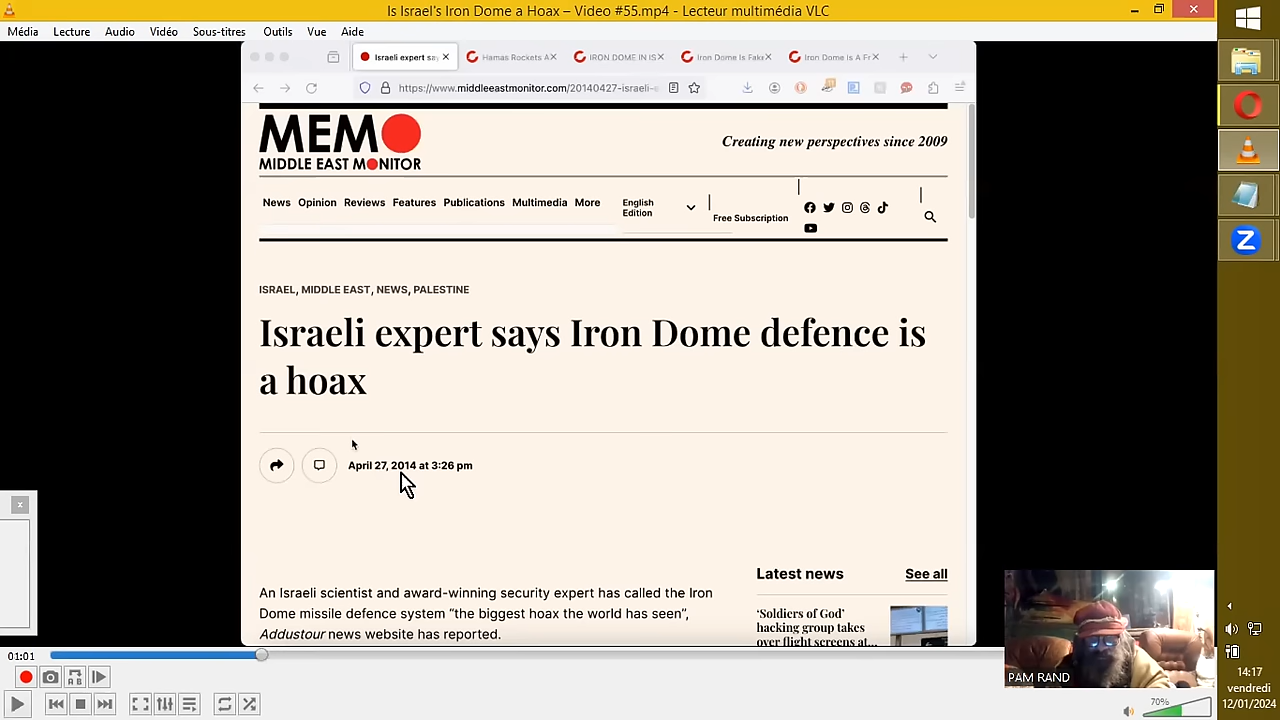 Is Israel's Iron Dome a Hoax – Video #55.mp4 - Lecteur multimédia VLC
Média Lecture Audio Vidéo Sous-titres Outils Vue Aide
Israeli expert sa
Hamas Rockets A
IRON DOME IN IS
Iron Dome Is Fake
Iron Dome Is A Fr
https://www.middleeastmonitor.com/20140427-israeli-e
MEMO
MIDDLE EAST MONITOR
Creating new perspectives since 2009
News Opinion Reviews Features Publications Multimedia More
English
Edition
Free Subscription
ISRAEL, MIDDLE EAST, NEWS, PALESTINE
Israeli expert says Iron Dome defence is
a hoax
April 27, 2014 at 3:26 pm
An Israeli scientist and award-winning security expert has called the Iron
Dome missile defence system “the biggest hoax the world has seen”,
Addustour news website has reported.
Latest news
See all
‘Soldiers of God’
hacking group takes
over flight screens at...
PAM RAND
01:01
70%
14:17
vendredi
12/01/2024